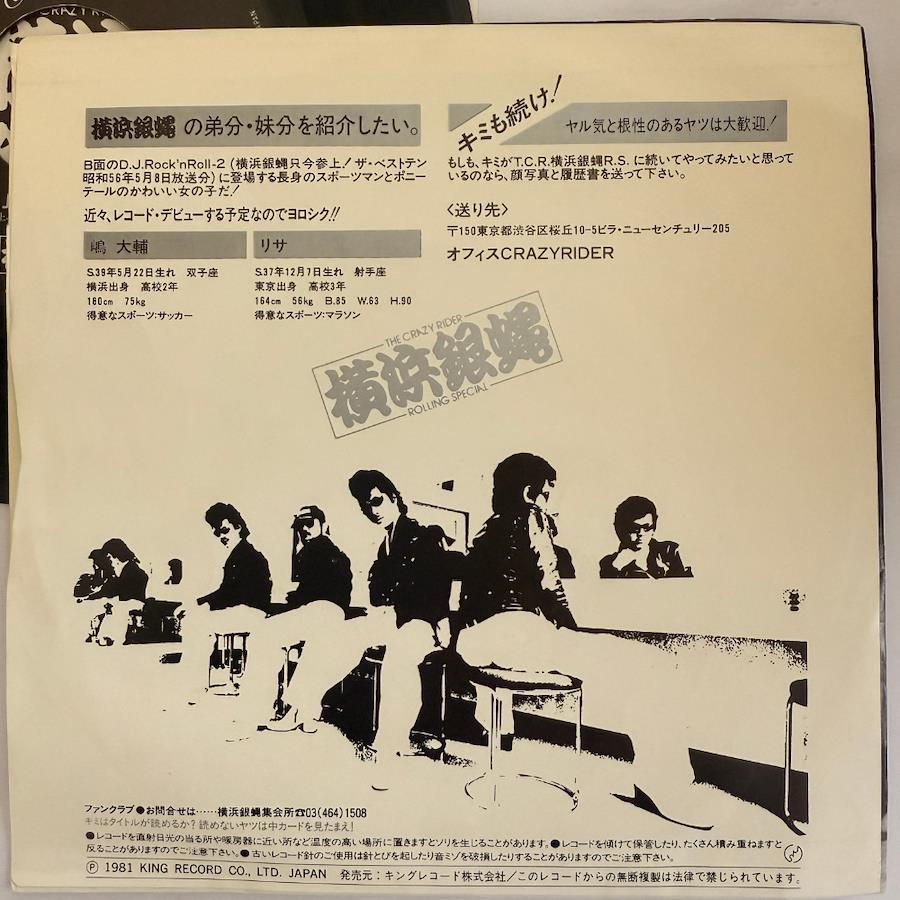 CRAZY RIDER
横浜銀蝿の弟分・妹分を紹介したい。
B面のD.J.Rock'nRoll-2（横浜銀蝿只今参上！ザ・ベストテン
昭和56年5月8日放送分）に登場する長身のスポーツマンとポニー
テールのかわいい女の子だ！
近々、レコード・デビューする予定なのでヨロシク!!
嶋 大輔
S.39年5月22日生れ 双子座
横浜出身 高校2年
180cm 75kg
得意なスポーツ：サッカー
リサ
S.37年12月7日生れ 射手座
東京出身 高校3年
164cm 56kg B.85 W.63 H.90
得意なスポーツ：マラソン
キミも続け！
ヤル気と根性のあるヤツは大歓迎！
もしも、キミがT.C.R.横浜銀蝿R.S.に続いてやってみたいと思って
いるのなら、顔写真と履歴書を送って下さい。
〈送り先〉
〒150東京都渋谷区桜丘10-5ビラ・ニューセンチュリー205
オフィスCRAZYRIDER
THE CRAZY RIDER
横浜銀蝿
ROLLING SPECIAL
ファンクラブ●お問合せは……横浜銀蝿集会所☎03(464)1508
キミはタイトルが読めるか？読めないヤツは中カードを見たまえ！
●レコードを直射日光の当る所や暖房器に近い所など温度の高い場所に置きますとソリを生じることがあります。●レコードを傾けて保管したり、たくさん積み重ねますと
反ることがありますのでご注意下さい。●古いレコード針のご使用は針とびを起したり音ミゾを破損したりすることがありますのでご注意下さい。
Ⓟ 1981 KING RECORD CO., LTD. JAPAN 発売元：キングレコード株式会社／このレコードからの無断複製は法律で禁じられています。